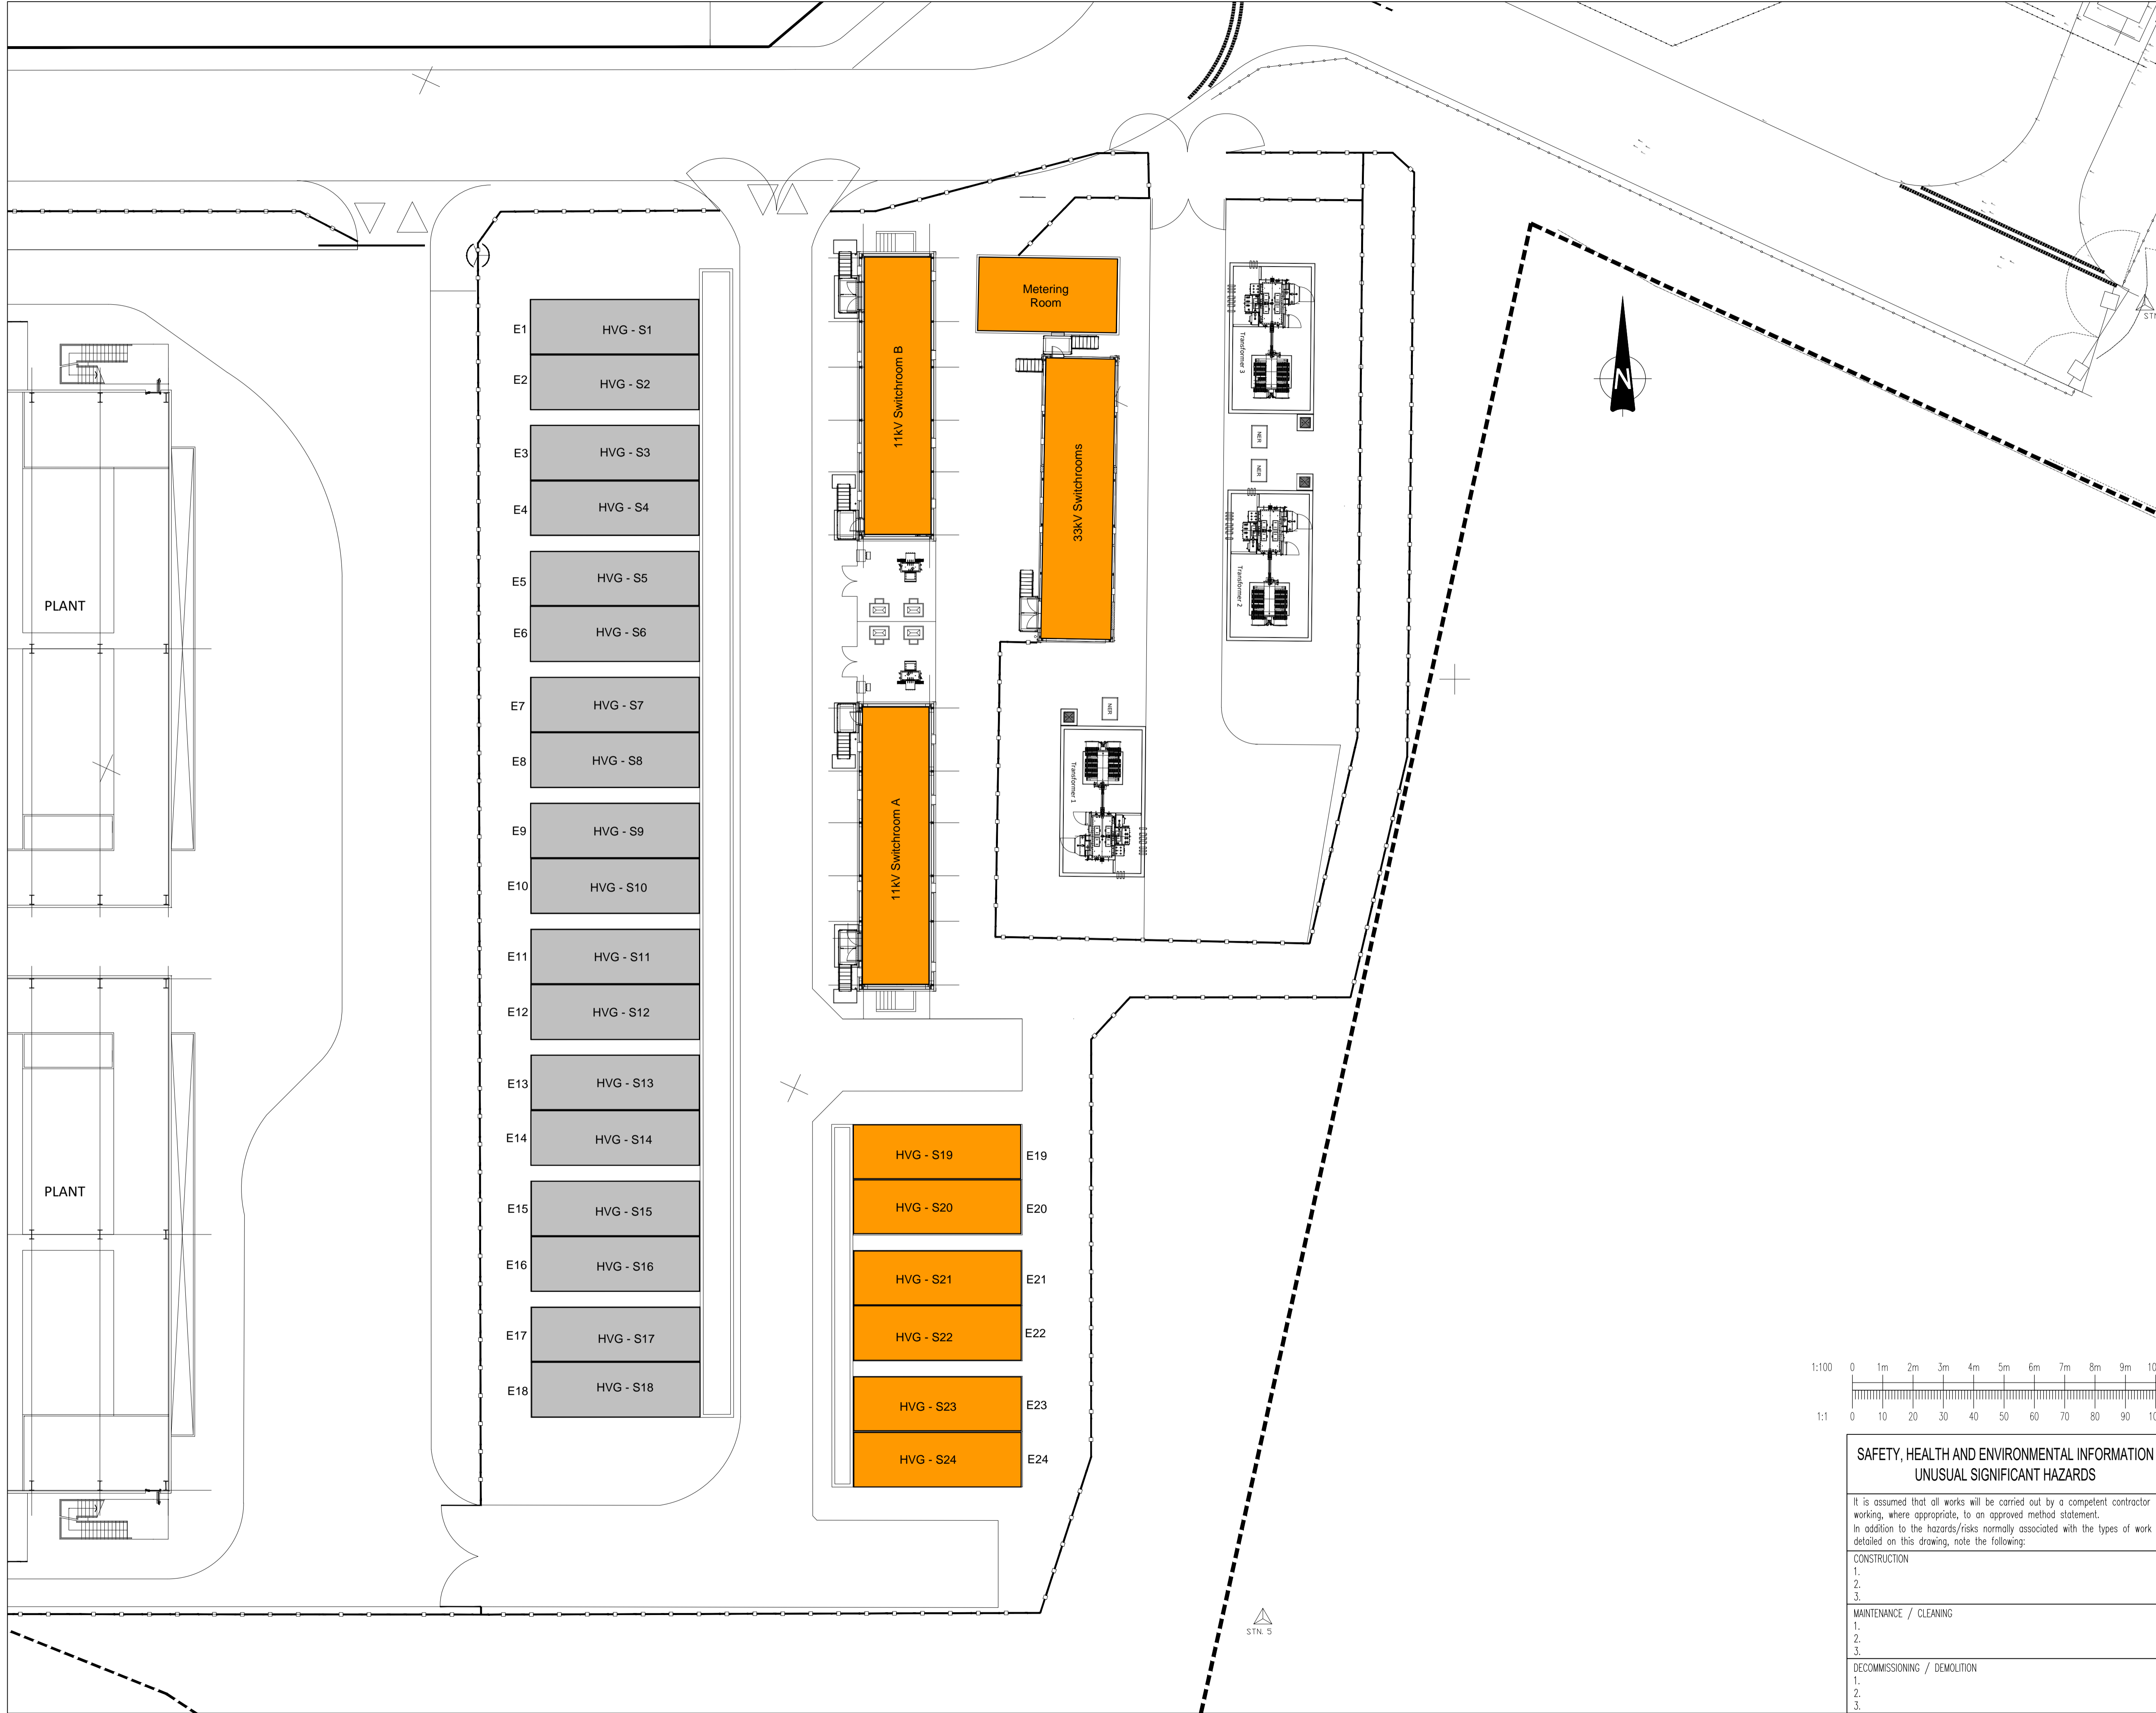 Metering
Room
11kV Switchroom B
33kV Switchrooms
Transformer 3
NER
NER
Transformer 2
N
E1 HVG - S1
E2 HVG - S2
E3 HVG - S3
E4 HVG - S4
E5 HVG - S5
E6 HVG - S6
E7 HVG - S7
E8 HVG - S8
E9 HVG - S9
E10 HVG - S10
E11 HVG - S11
E12 HVG - S12
E13 HVG - S13
E14 HVG - S14
E15 HVG - S15
E16 HVG - S16
E17 HVG - S17
E18 HVG - S18
PLANT
PLANT
NER
Transformer 1
11kV Switchroom A
HVG - S19 E19
HVG - S20 E20
HVG - S21 E21
HVG - S22 E22
HVG - S23 E23
HVG - S24 E24
STN. 5
1:100 0 1m 2m 3m 4m 5m 6m 7m 8m 9m
1:1 0 10 20 30 40 50 60 70 80 90
SAFETY, HEALTH AND ENVIRONMENTAL INFORMATION
UNUSUAL SIGNIFICANT HAZARDS
It is assumed that all works will be carried out by a competent contractor
working, where appropriate, to an approved method statement.
In addition to the hazards/risks normally associated with the types of work
detailed on this drawing, note the following:
CONSTRUCTION
1.
2.
3.
MAINTENANCE / CLEANING
1.
2.
3.
DECOMMISSIONING / DEMOLITION
1.
2.
3.